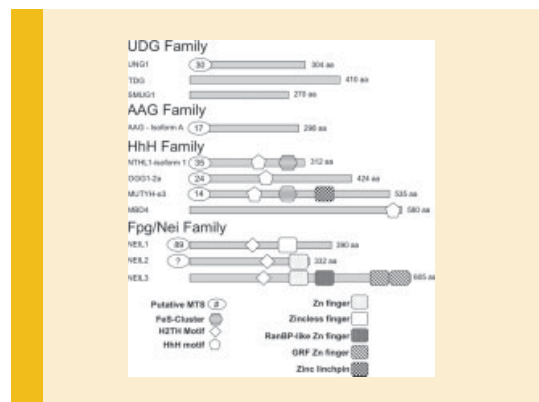 UDG Family
UNG1 30 304 aa
TDG 410 aa
SMUG1 270 aa
AAG Family
AAG - Isoform A 17 298 aa
HhH Family
NTHL1-isoform 1 35 312 aa
OGG1-2a 24 424 aa
MUTYH-α3 14 535 aa
MBD4 580 aa
Fpg/Nei Family
NEIL1 89 390 aa
NEIL2 ? 332 aa
NEIL3 605 aa
Putative MTS #
FeS-Cluster
H2TH Motif
HhH motif
Zn finger
Zincless finger
RanBP-like Zn finger
GRF Zn finger
Zinc linchpin